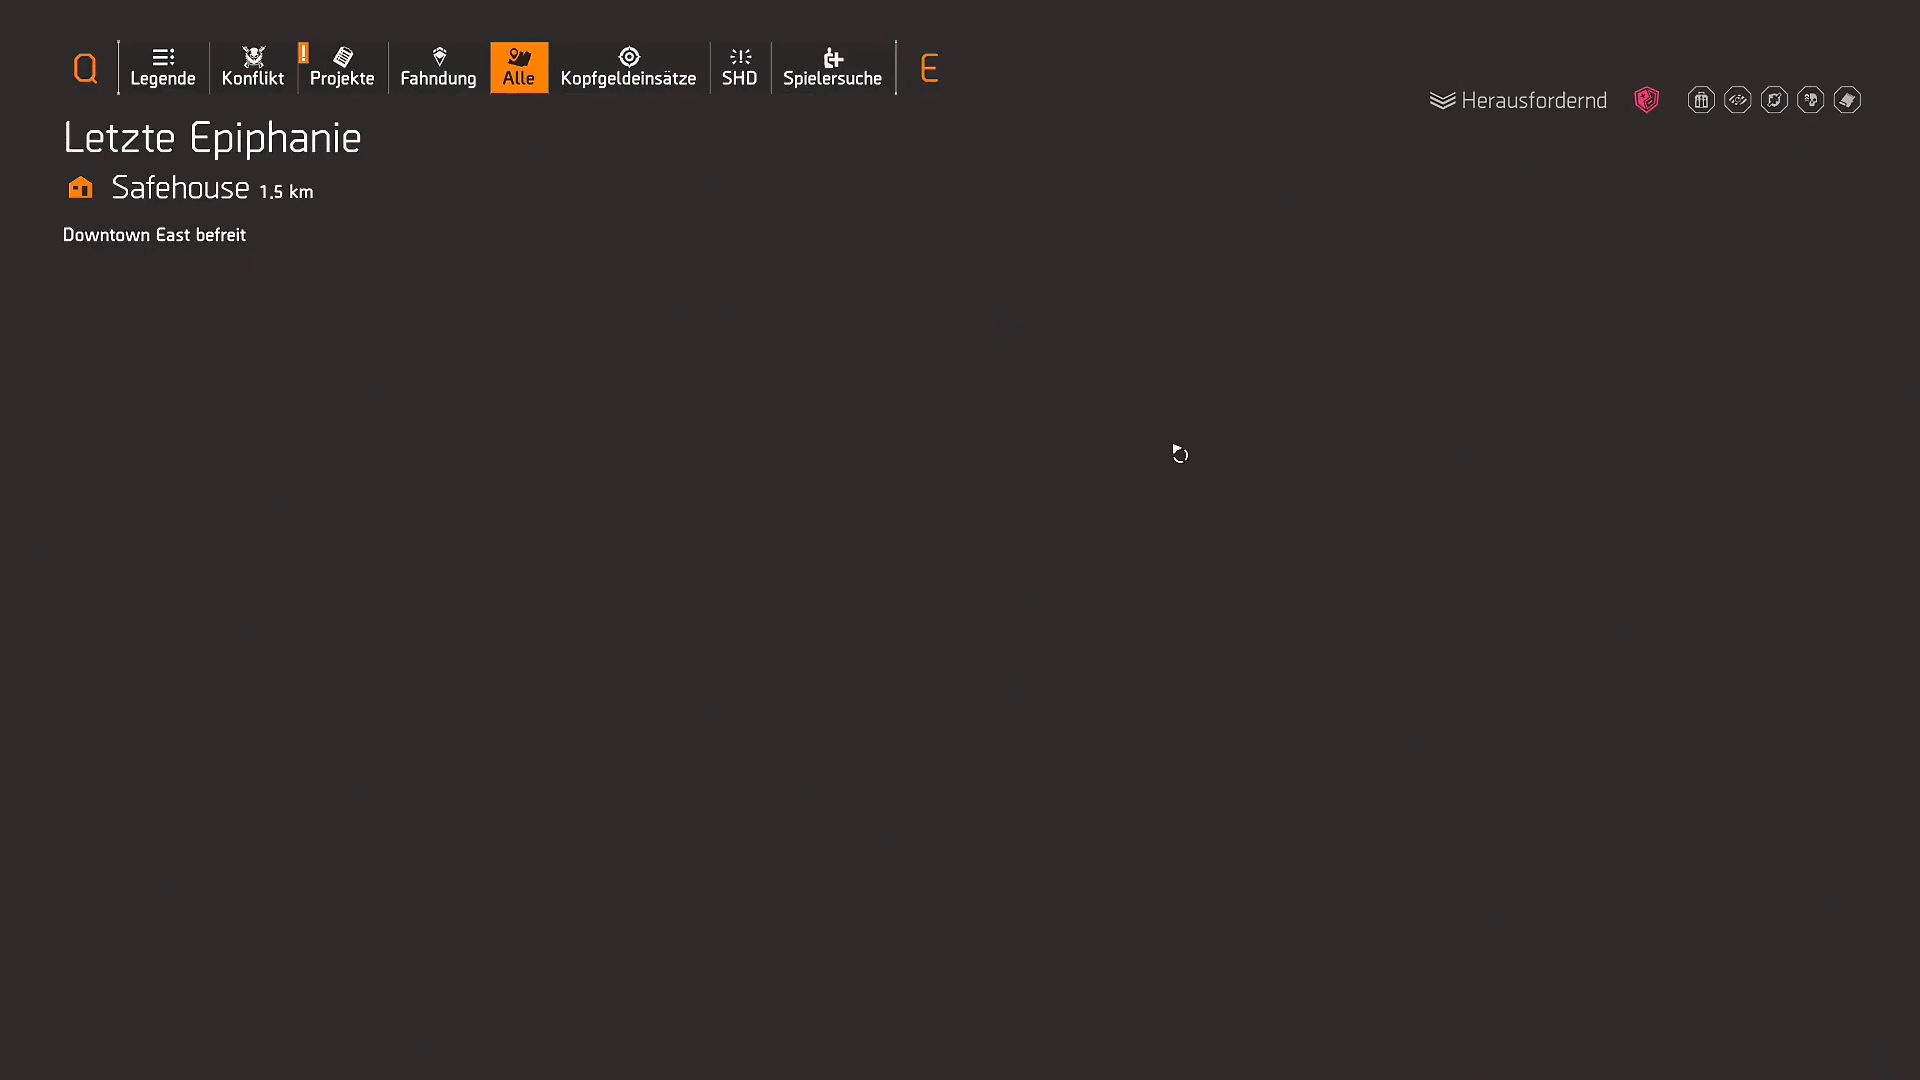 Q Legende Konflikt ! Projekte Fahndung Alle Kopfgeldeinsätze SHD Spielersuche E
Herausfordernd
Letzte Epiphanie
Safehouse 1.5 km
Downtown East befreit